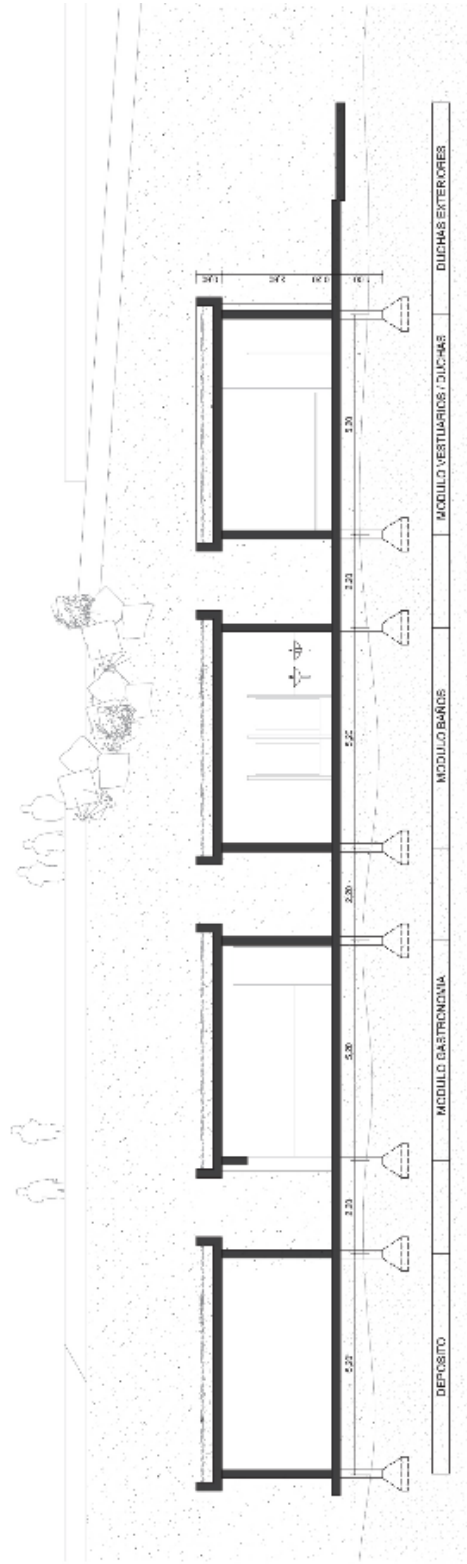 5,20
2,20
5,20
2,20
5,20
2,20
5,20
DEPOSITO
MODULO GASTRONOMIA
MODULO BAÑOS
MODULO VESTUARIOS / DUCHAS
DUCHAS EXTERIORES